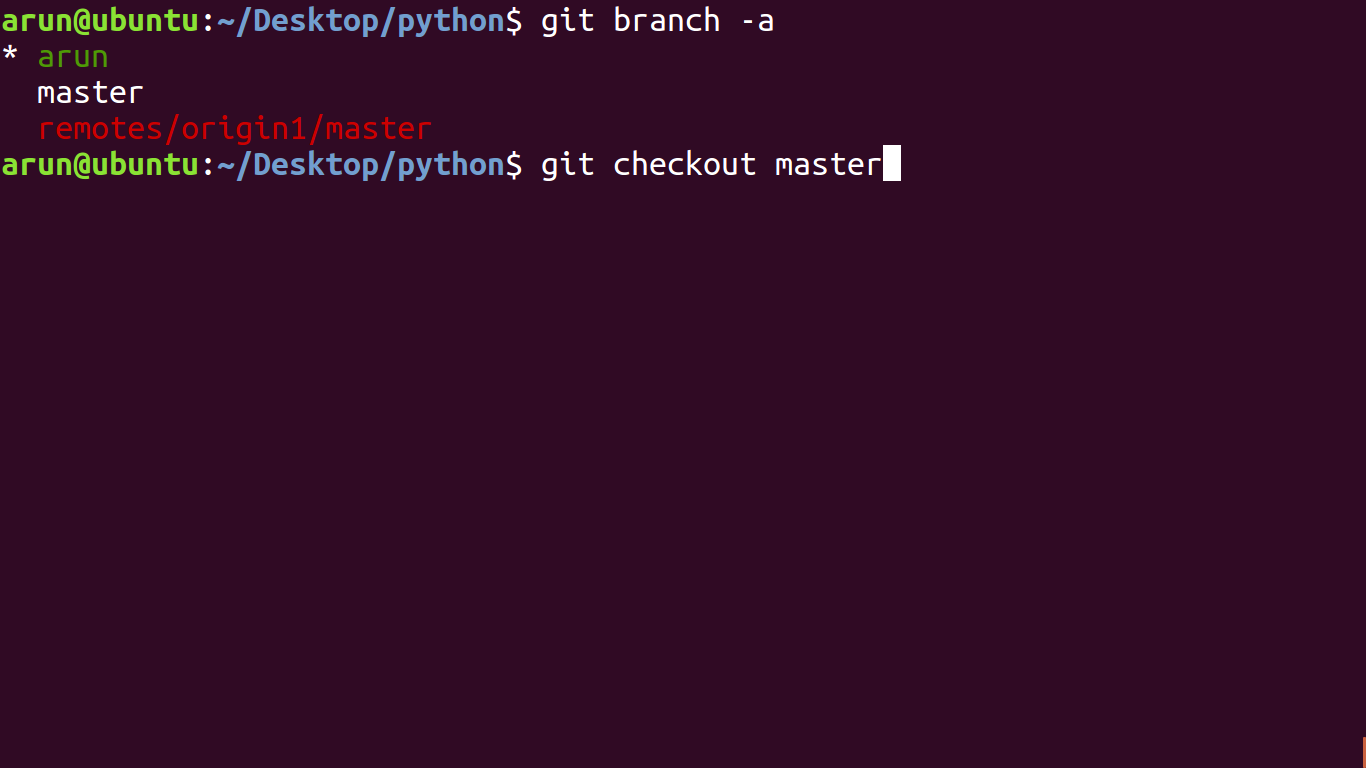 arun@ubuntu:~/Desktop/python$ git branch -a
* arun
  master
  remotes/origin1/master
arun@ubuntu:~/Desktop/python$ git checkout master